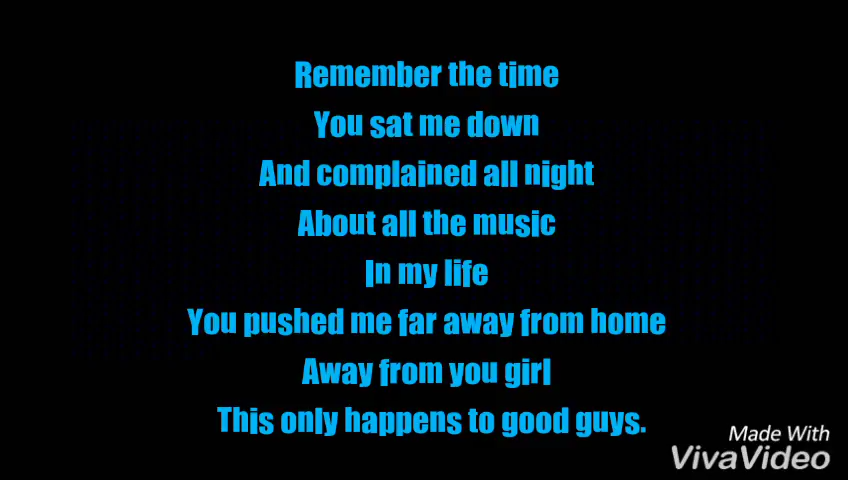 Remember the time
You sat me down
And complained all night
About all the music
In my life
You pushed me far away from home
Away from you girl
This only happens to good guys.
Made With
VivaVideo